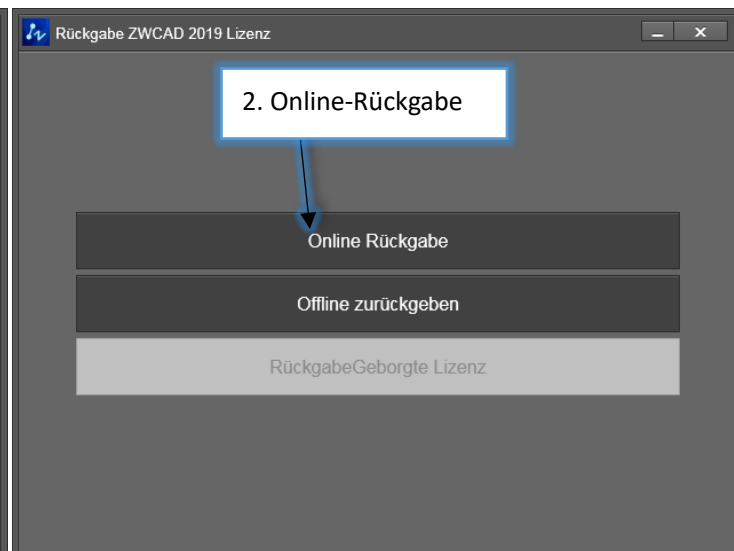 Rückgabe ZWCAD 2019 Lizenz
2. Online-Rückgabe
Online Rückgabe
Offline zurückgeben
RückgabeGeborgte Lizenz